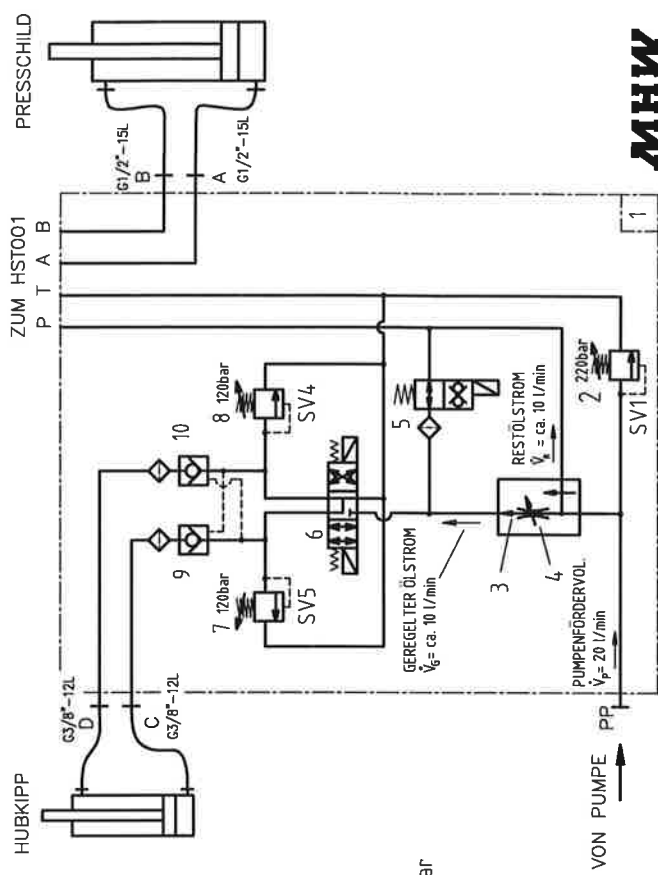 HUBKIPP
PRESSCHILD
ZUM HST001
P T A B
G3/8"-12L
D
C
G3/8"-12L
G1/2"-15L
B
A
G1/2"-15L
9
10
7 120bar
SV5
8 120bar
SV4
6
5
GEREGELTER ÖLSTROM
V̇G= ca. 10 l/min
3
4
RESTÖLSTROM
V̇R = ca. 10 l/min
PUMPENFÖRDERVOL.
V̇P= 20 l/min
2 220bar
SV1
PP
VON PUMPE
1
MHW
ar